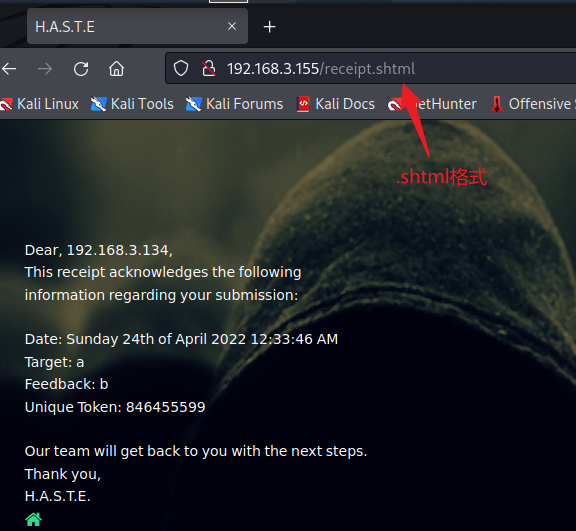 H.A.S.T.E
192.168.3.155/receipt.shtml
Kali Linux Kali Tools Kali Forums Kali Docs etHunter Offensive
.shtml格式
Dear, 192.168.3.134,
This receipt acknowledges the following
information regarding your submission:
Date: Sunday 24th of April 2022 12:33:46 AM
Target: a
Feedback: b
Unique Token: 846455599
Our team will get back to you with the next steps.
Thank you,
H.A.S.T.E.